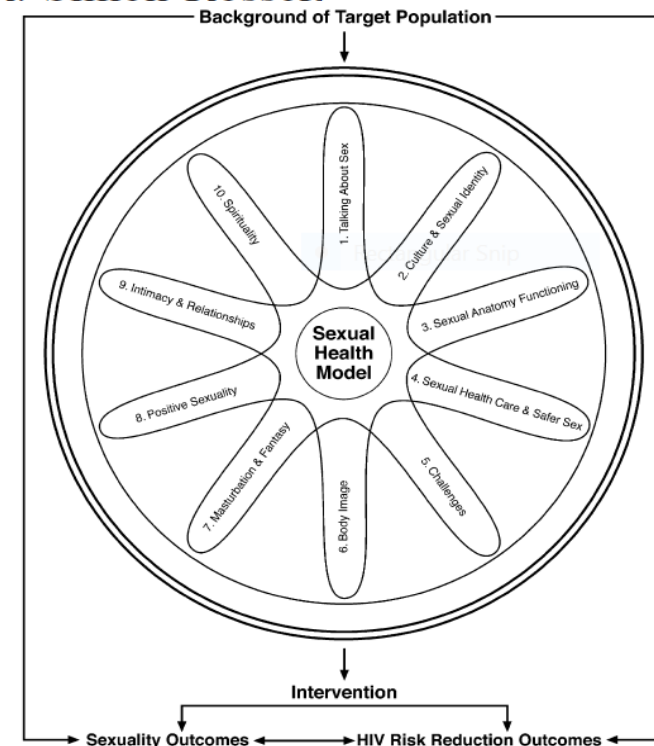 Background of Target Population
1. Talking About Sex
2. Culture & Sexual Identity
3. Sexual Anatomy Functioning
4. Sexual Health Care & Safer Sex
5. Challenges
6. Body Image
7. Masturbation & Fantasy
8. Positive Sexuality
9. Intimacy & Relationships
10. Spirituality
Sexual
Health
Model
Rectangular Snip
Intervention
Sexuality Outcomes
HIV Risk Reduction Outcomes